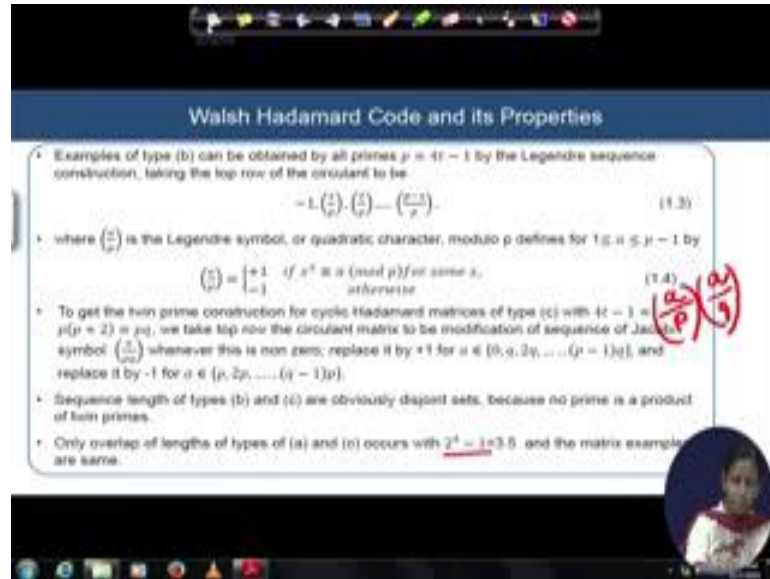 Walsh Hadamard Code and its Properties
• Examples of type (b) can be obtained by all primes p = 4t − 1 by the Legendre sequence
construction, taking the top row of the circulant to be
−1, (1/p), (2/p), ..., ((p−1)/p). (1.3)
• where (a/p) is the Legendre symbol, or quadratic character, modulo p defines for 1 ≤ a ≤ p − 1 by
(a/p) = {+1 if x² ≡ a (mod p) for some x,
−1 otherwise (1.4)
• To get the twin prime construction for cyclic Hadamard matrices of type (c) with 4t − 1 = (a/p) (a/q)
p(p + 2) = pq, we take top row the circulant matrix to be modification of sequence of
symbol (a/pq) whenever this is non zero; replace it by +1 for a ∈ {0, q, 2q, ...., (p − 1)q}, and
replace it by -1 for a ∈ {p, 2p, ...., (q − 1)p}.
• Sequence length of types (b) and (c) are obviously disjoint sets, because no prime is a product
of twin primes.
• Only overlap of lengths of types of (a) and (c) occurs with 2⁴ − 1=3.5 and the matrix example
are same.